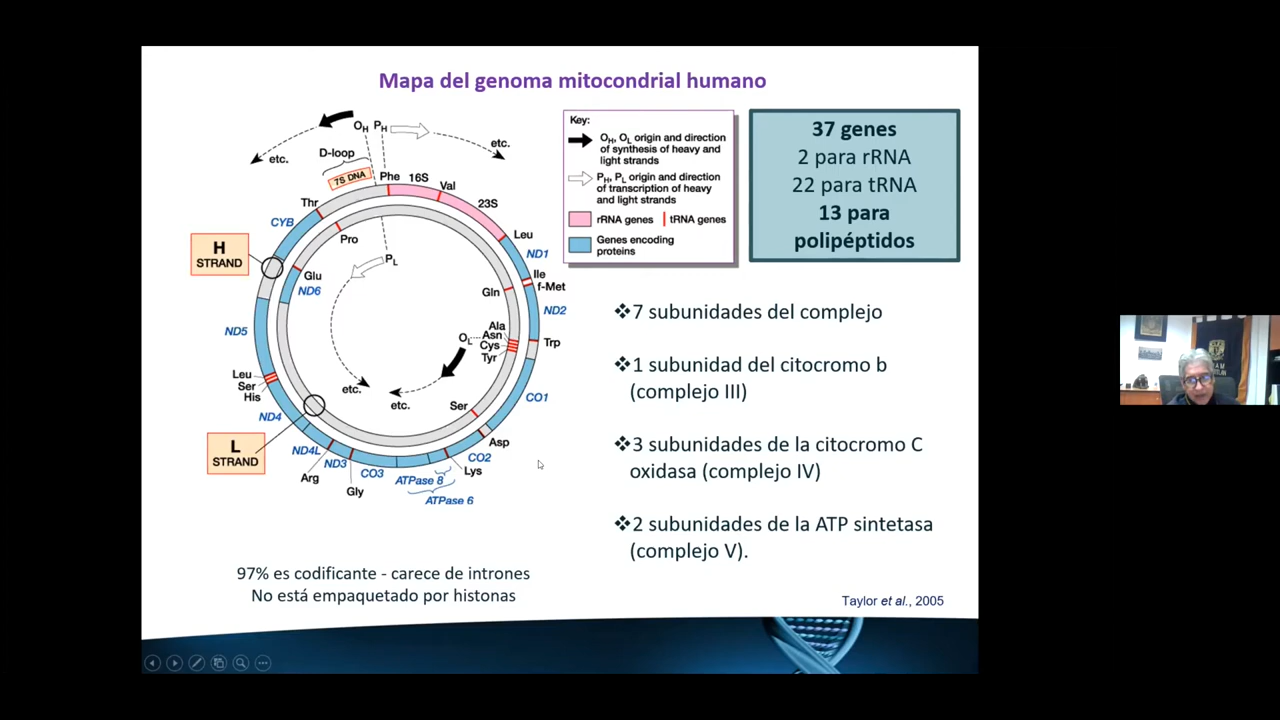 Mapa del genoma mitocondrial humano
OH PH
etc.
etc.
D-loop
7S DNA
Phe
16S
Val
23S
Thr
CYB
Pro
Leu
ND1
H
STRAND
Glu
ND6
PL
Ile
f-Met
Gln
ND2
ND5
Ala
Asn
Cys
Tyr
OL
Trp
Leu
Ser
His
etc.
etc.
CO1
ND4
Ser
L
STRAND
ND4L
ND3
CO3
Asp
CO2
Lys
Arg
Gly
ATPase 8
ATPase 6
Key:
OH, OL origin and direction
of synthesis of heavy and
light strands
PH, PL origin and direction
of transcription of heavy
and light strands
rRNA genes
tRNA genes
Genes encoding
proteins
37 genes
2 para rRNA
22 para tRNA
13 para
polipéptidos
❖7 subunidades del complejo
❖1 subunidad del citocromo b
(complejo III)
❖3 subunidades de la citocromo C
oxidasa (complejo IV)
❖2 subunidades de la ATP sintetasa
(complejo V).
97% es codificante - carece de intrones
No está empaquetado por histonas
Taylor et al., 2005